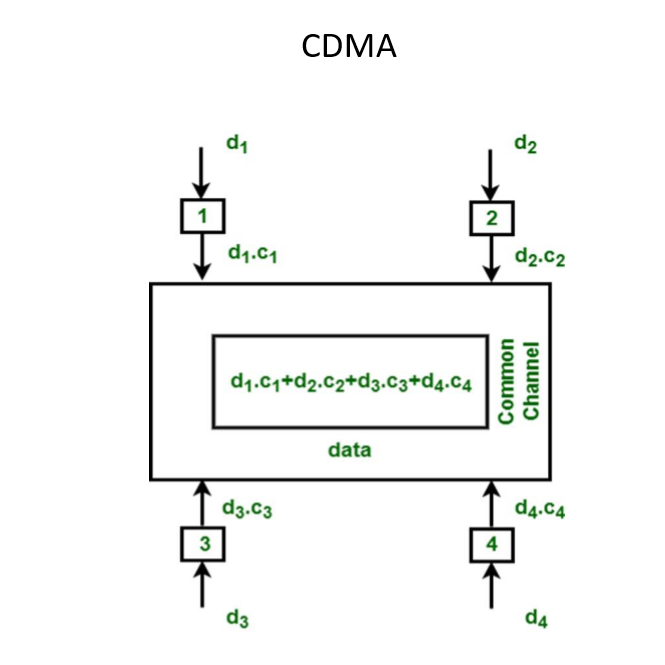 CDMA
d₁
d₂
1
2
d₁.c₁
d₂.c₂
d₁.c₁+d₂.c₂+d₃.c₃+d₄.c₄
Common
Channel
data
d₃.c₃
d₄.c₄
3
4
d₃
d₄